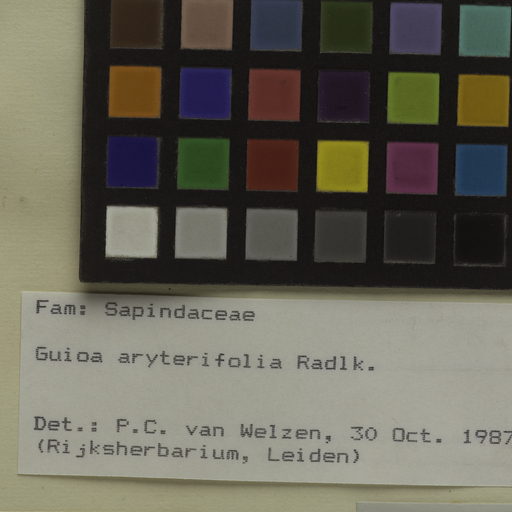 Fam: Sapindaceae
Guioa aryterifolia Radlk.
Det.: P.C. van Welzen, 30 Oct. 1987
(Rijksherbarium, Leiden)